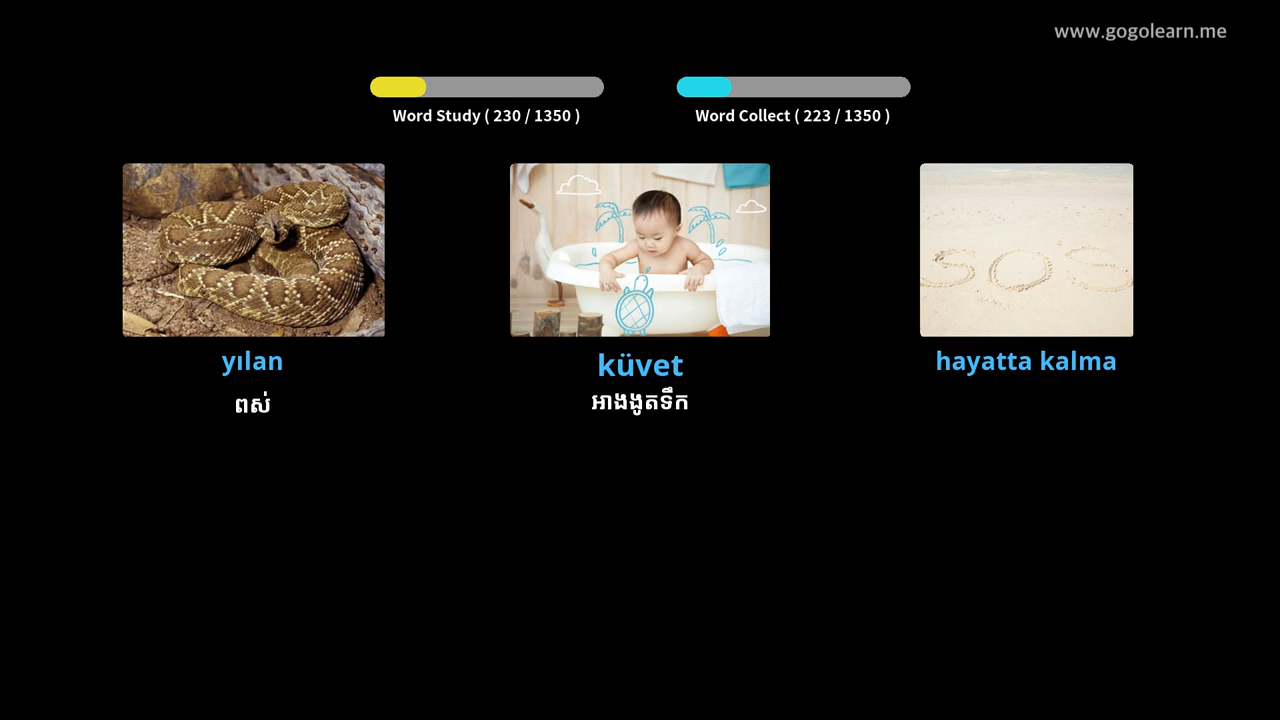 www.gogolearn.me
Word Study ( 230 / 1350 )
Word Collect ( 223 / 1350 )
SOS
yılan
küvet
hayatta kalma
ពស់
អាងងូតទឹក